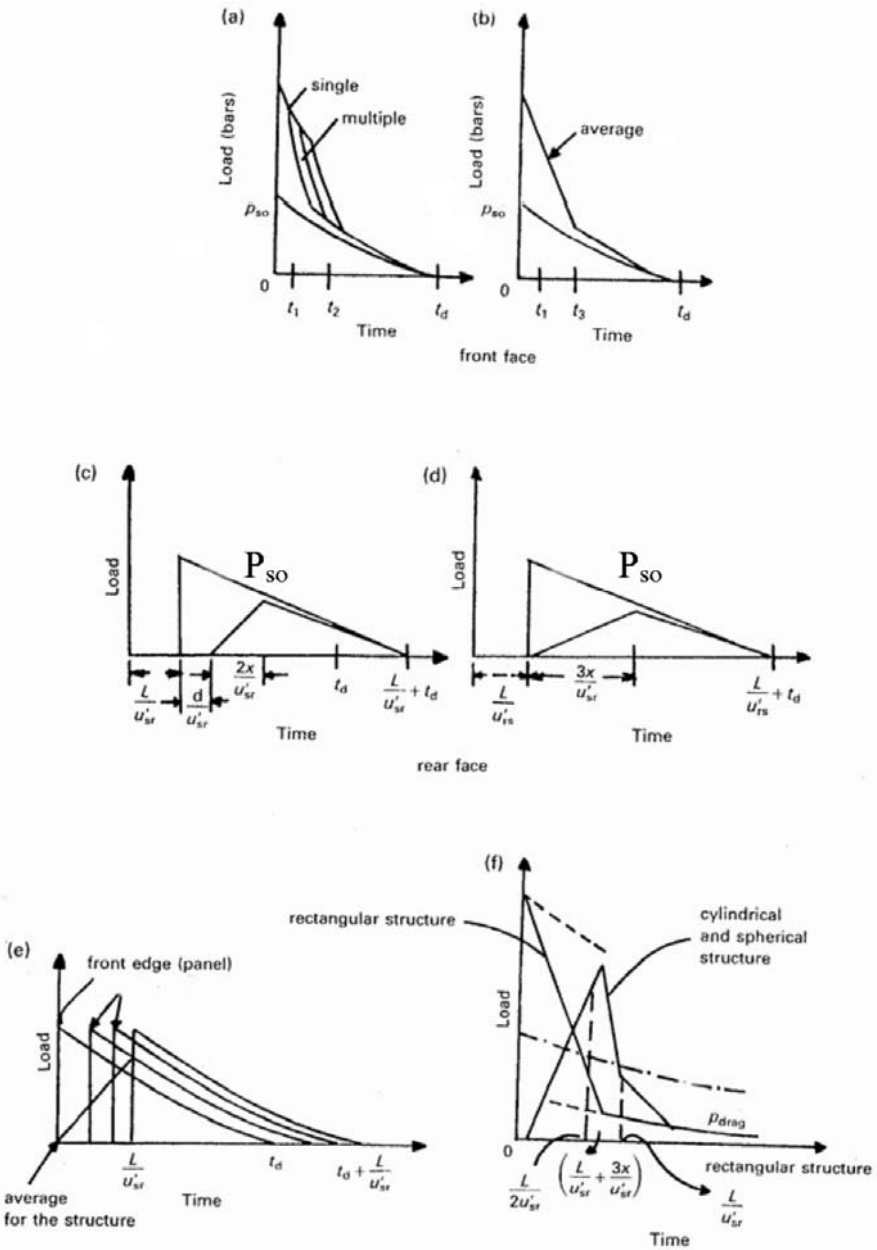 (a)
single
multiple
Load (bars)
p_so
0
t_1
t_2
t_d
Time
(b)
average
Load (bars)
p_so
0
t_1
t_3
t_d
Time
front face
(c)
Load
P_so
L/u'_sr
d/u'_sr
2x/u'_sr
t_d
L/u'_sr + t_d
Time
(d)
Load
P_so
L/u'_rs
3x/u'_sr
L/u'_rs + t_d
Time
rear face
(e)
front edge (panel)
Load
L/u'_sr
t_d
t_d + L/u'_sr
average
for the structure
Time
(f)
rectangular structure
cylindrical
and spherical
structure
Load
p_drag
0
L/2u'_sr
(L/u'_sr + 3x/u'_sr)
L/u'_sr
rectangular structure
Time